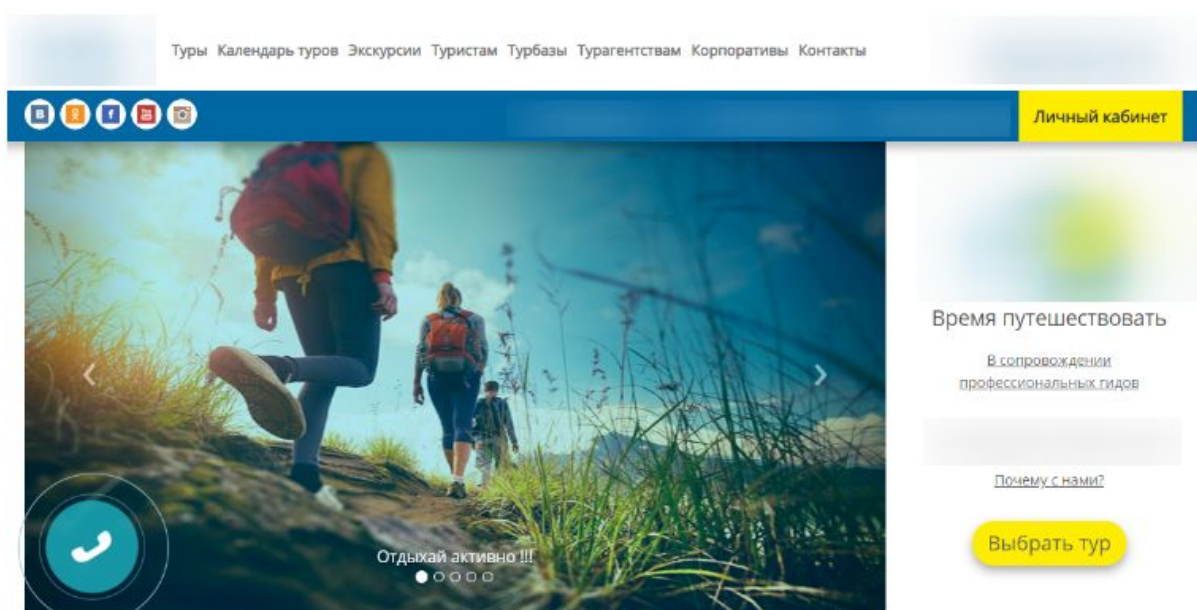 Туры Календарь туров Экскурсии Туристам Турбазы Турагентствам Корпоративы Контакты
Личный кабинет
Время путешествовать
В сопровождении
профессиональных гидов
Почему с нами?
Выбрать тур
Отдыхай активно !!!